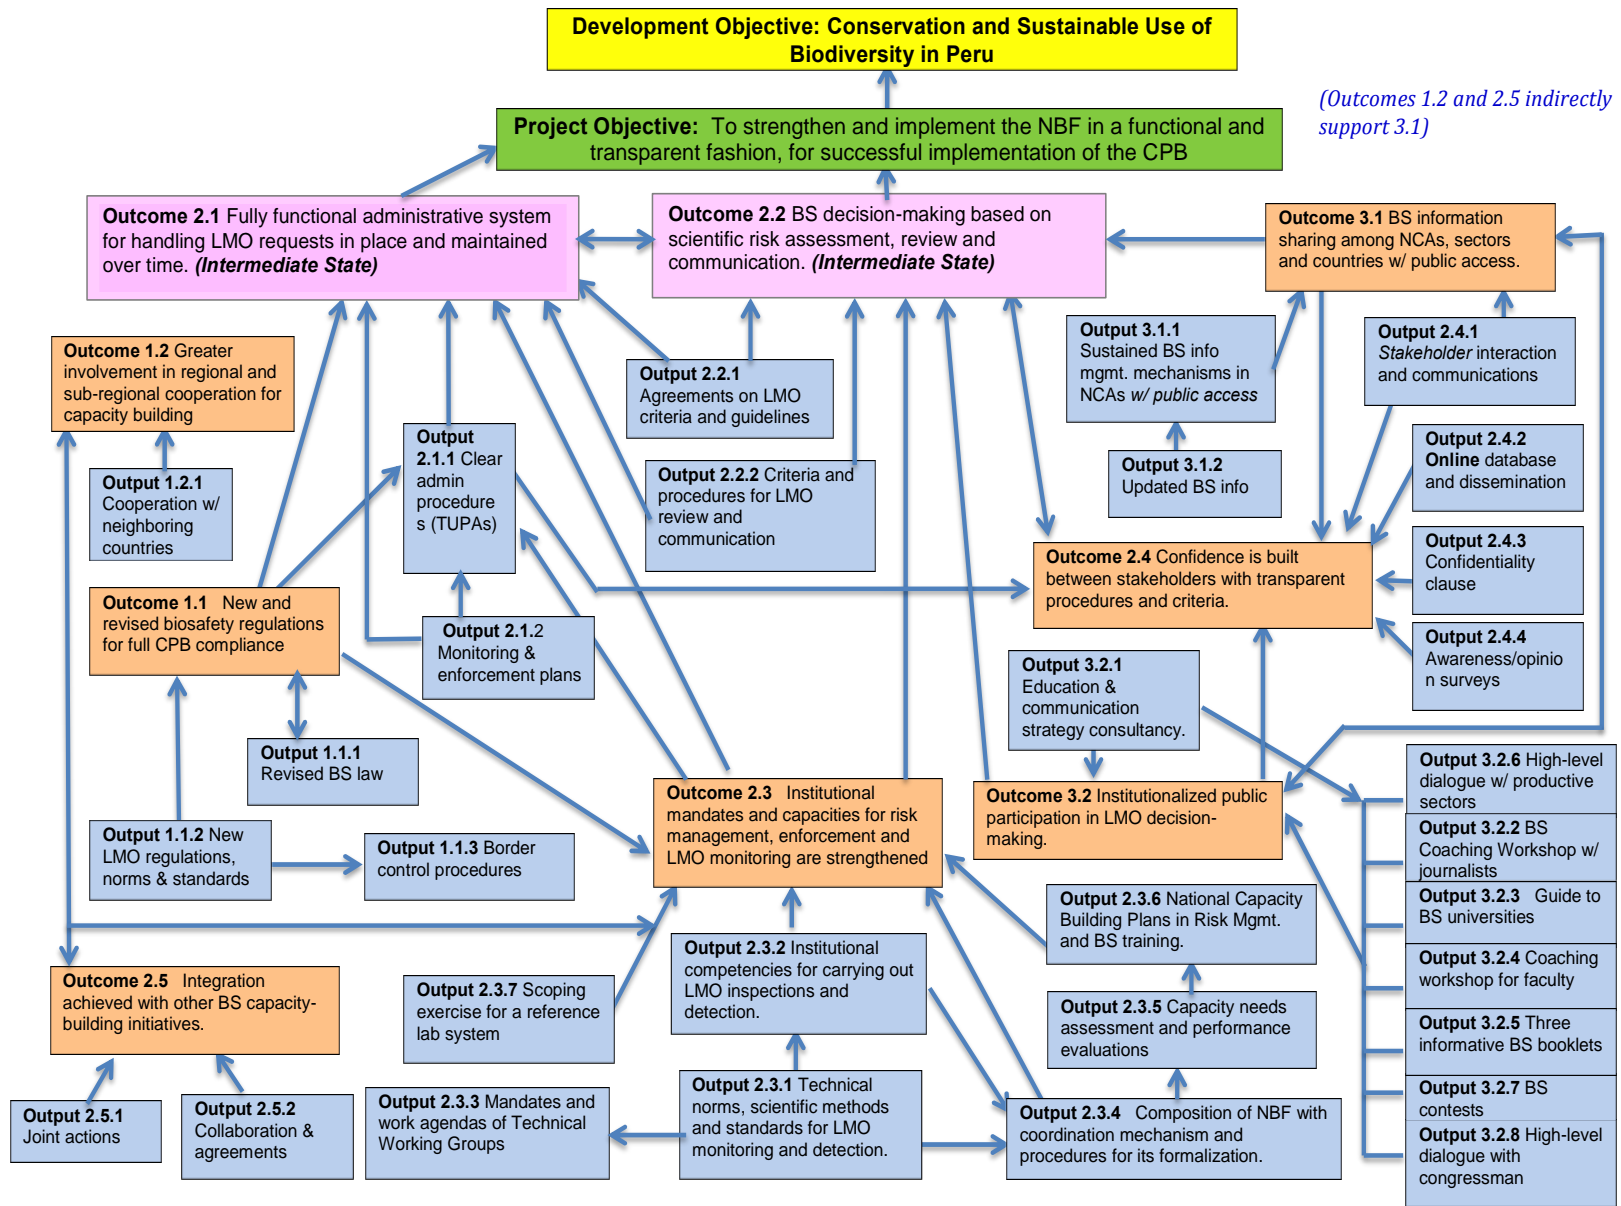 Development Objective: Conservation and Sustainable Use of
Biodiversity in Peru
(Outcomes 1.2 and 2.5 indirectly
support 3.1)
Project Objective: To strengthen and implement the NBF in a functional and
transparent fashion, for successful implementation of the CPB
Outcome 2.1 Fully functional administrative system
for handling LMO requests in place and maintained
over time. (Intermediate State)
Outcome 2.2 BS decision-making based on
scientific risk assessment, review and
communication. (Intermediate State)
Outcome 3.1 BS information
sharing among NCAs, sectors
and countries w/ public access.
Outcome 1.2 Greater
involvement in regional and
sub-regional cooperation for
capacity building
Output 2.2.1
Agreements on LMO
criteria and guidelines
Output 3.1.1
Sustained BS info
mgmt. mechanisms in
NCAs w/ public access
Output 2.4.1
Stakeholder interaction
and communications
Output 1.2.1
Cooperation w/
neighboring
countries
Output
2.1.1 Clear
admin
procedure
s (TUPAs)
Output 2.2.2 Criteria and
procedures for LMO
review and
communication
Output 3.1.2
Updated BS info
Output 2.4.2
Online database
and dissemination
Outcome 1.1 New and
revised biosafety regulations
for full CPB compliance
Outcome 2.4 Confidence is built
between stakeholders with transparent
procedures and criteria.
Output 2.4.3
Confidentiality
clause
Output 2.1.2
Monitoring &
enforcement plans
Output 3.2.1
Education &
communication
strategy consultancy.
Output 2.4.4
Awareness/opinio
n surveys
Output 1.1.1
Revised BS law
Outcome 2.3 Institutional
mandates and capacities for risk
management, enforcement and
LMO monitoring are strengthened
Outcome 3.2 Institutionalized public
participation in LMO decision-
making.
Output 3.2.6 High-level
dialogue w/ productive
sectors
Output 3.2.2 BS
Coaching Workshop w/
journalists
Output 3.2.3 Guide to
BS universities
Output 3.2.4 Coaching
workshop for faculty
Output 3.2.5 Three
informative BS booklets
Output 3.2.7 BS
contests
Output 3.2.8 High-level
dialogue with
congressman
Output 1.1.2 New
LMO regulations,
norms & standards
Output 1.1.3 Border
control procedures
Output 2.3.6 National Capacity
Building Plans in Risk Mgmt.
and BS training.
Output 2.3.2 Institutional
competencies for carrying out
LMO inspections and
detection.
Outcome 2.5 Integration
achieved with other BS capacity-
building initiatives.
Output 2.3.7 Scoping
exercise for a reference
lab system
Output 2.3.5 Capacity needs
assessment and performance
evaluations
Output 2.5.1
Joint actions
Output 2.5.2
Collaboration &
agreements
Output 2.3.3 Mandates and
work agendas of Technical
Working Groups
Output 2.3.1 Technical
norms, scientific methods
and standards for LMO
monitoring and detection.
Output 2.3.4 Composition of NBF with
coordination mechanism and
procedures for its formalization.